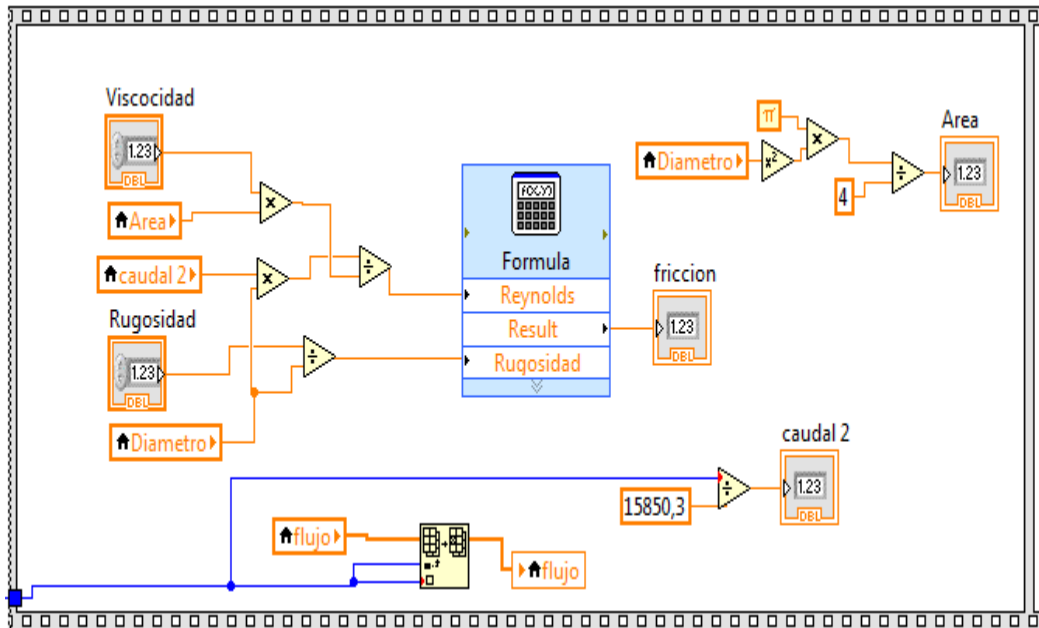 Viscocidad
1.23
DBL
Area
caudal 2
Rugosidad
1.23
DBL
Diametro
x
x
÷
÷
f(X,Y)
Formula
Reynolds
Result
Rugosidad
friccion
1.23
DBL
π
Diametro
x²
x
÷
4
Area
1.23
DBL
caudal 2
÷
1.23
DBL
15850,3
flujo
flujo